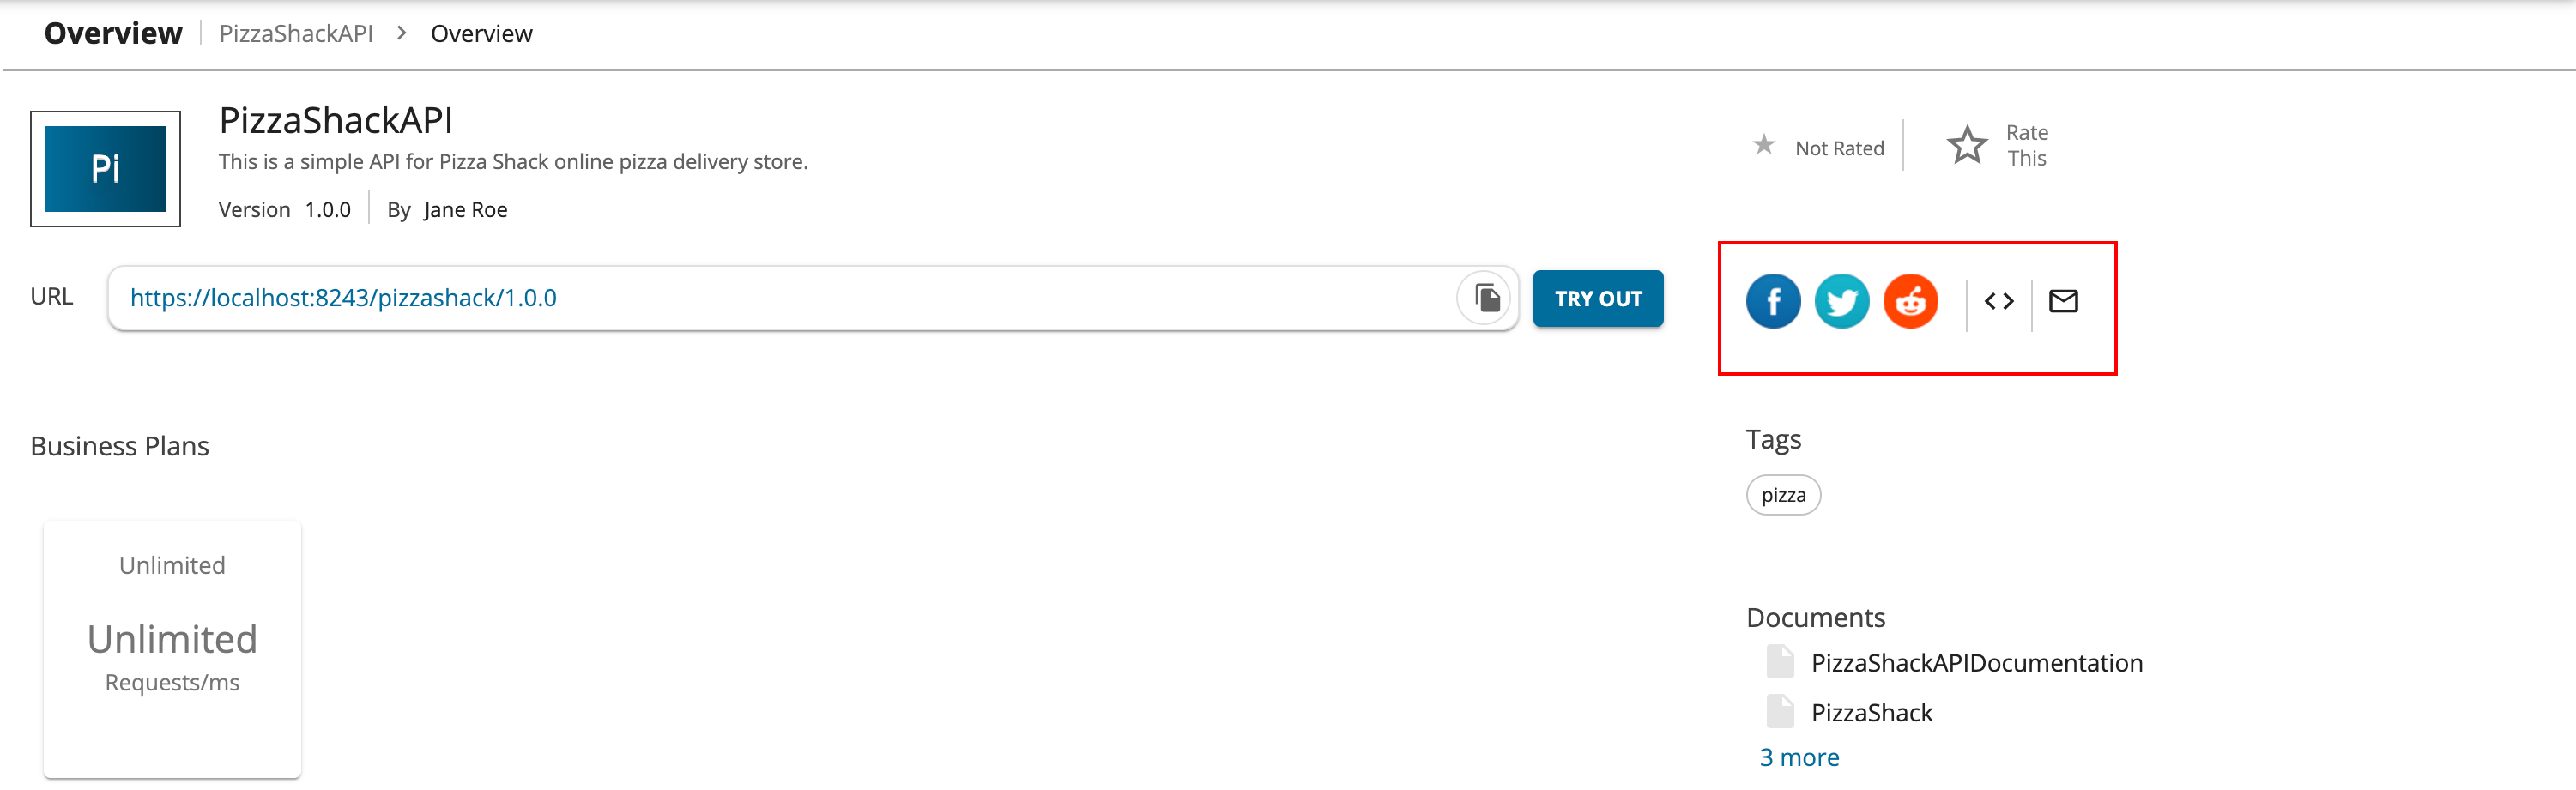 Overview PizzaShackAPI > Overview
Pi
PizzaShackAPI
This is a simple API for Pizza Shack online pizza delivery store.
Version 1.0.0 By Jane Roe
Not Rated
Rate
This
URL https://localhost:8243/pizzashack/1.0.0 TRY OUT
f <>
Business Plans
Unlimited
Unlimited
Requests/ms
Tags
pizza
Documents
PizzaShackAPIDocumentation
PizzaShack
3 more